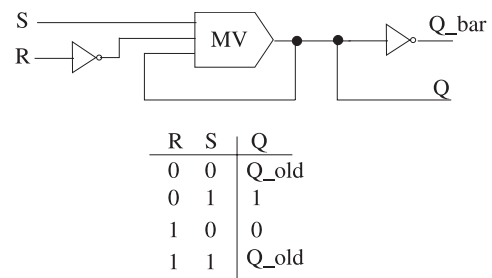 S
MV
Q_bar
R
Q
R S Q
0 0 Q_old
0 1 1
1 0 0
1 1 Q_old